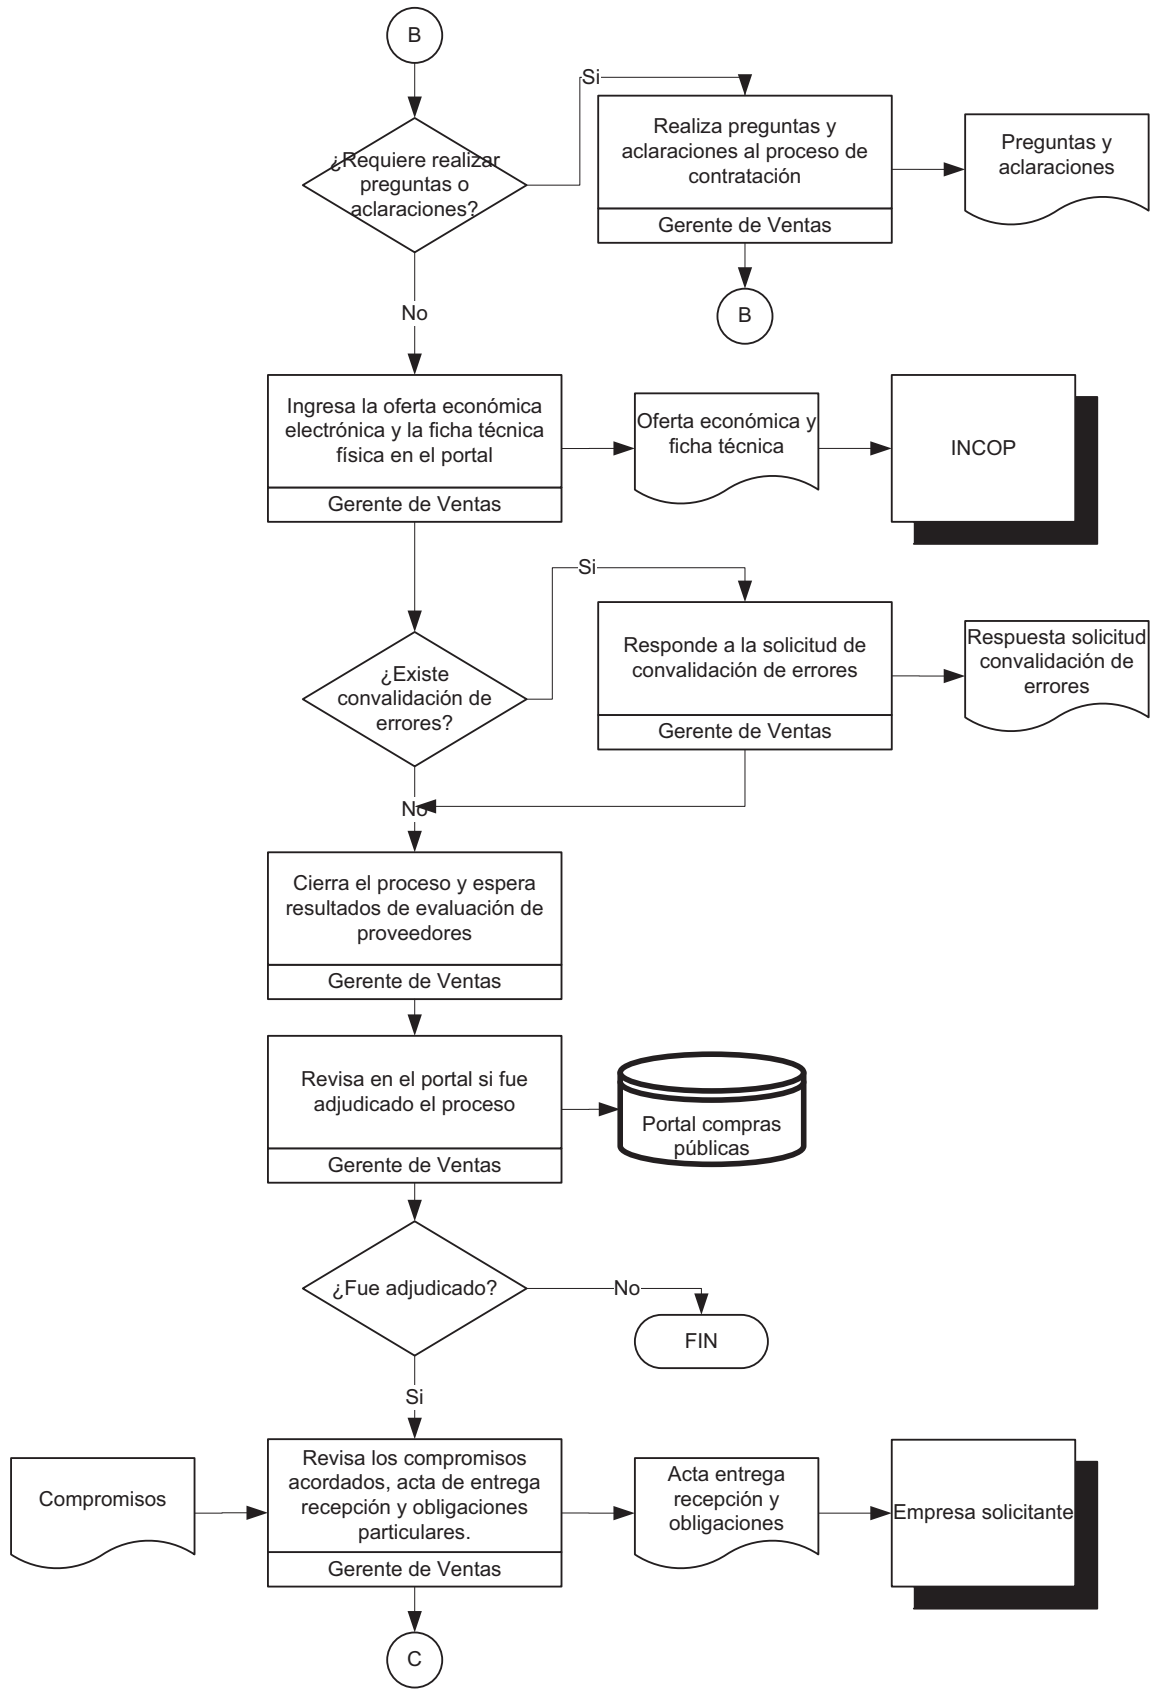 B
Si
¿Requiere realizar
preguntas o
aclaraciones?
Realiza preguntas y
aclaraciones al proceso de
contratación
Gerente de Ventas
Preguntas y
aclaraciones
No
B
Ingresa la oferta económica
electrónica y la ficha técnica
física en el portal
Gerente de Ventas
Oferta económica y
ficha técnica
INCOP
Si
¿Existe
convalidación de
errores?
Responde a la solicitud de
convalidación de errores
Gerente de Ventas
Respuesta solicitud
convalidación de
errores
No
Cierra el proceso y espera
resultados de evaluación de
proveedores
Gerente de Ventas
Revisa en el portal si fue
adjudicado el proceso
Gerente de Ventas
Portal compras
públicas
¿Fue adjudicado?
No
FIN
Si
Compromisos
Revisa los compromisos
acordados, acta de entrega
recepción y obligaciones
particulares.
Gerente de Ventas
Acta entrega
recepción y
obligaciones
Empresa solicitante
C